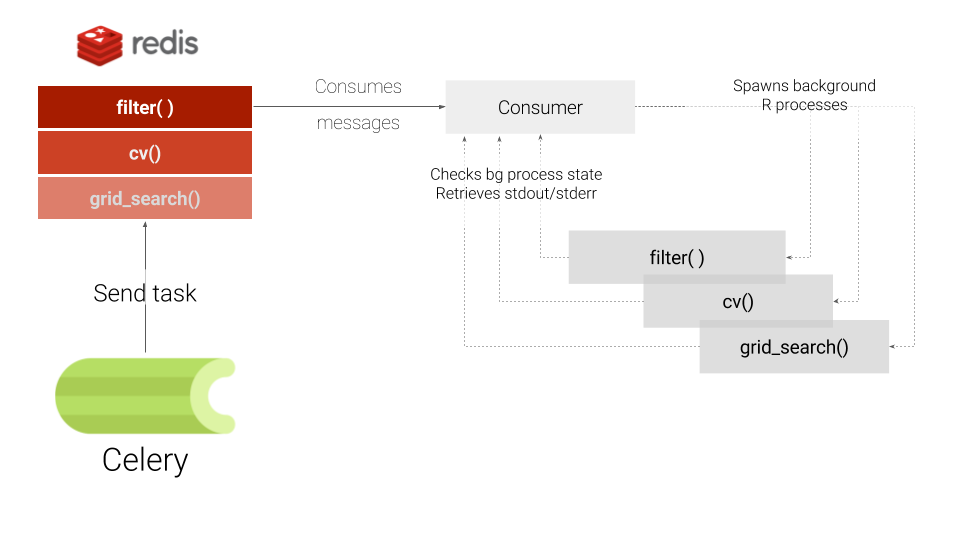 redis
filter( )
cv()
grid_search()
Send task
Celery
Consumes
messages
Consumer
Spawns background
R processes
Checks bg process state
Retrieves stdout/stderr
filter( )
cv()
grid_search()